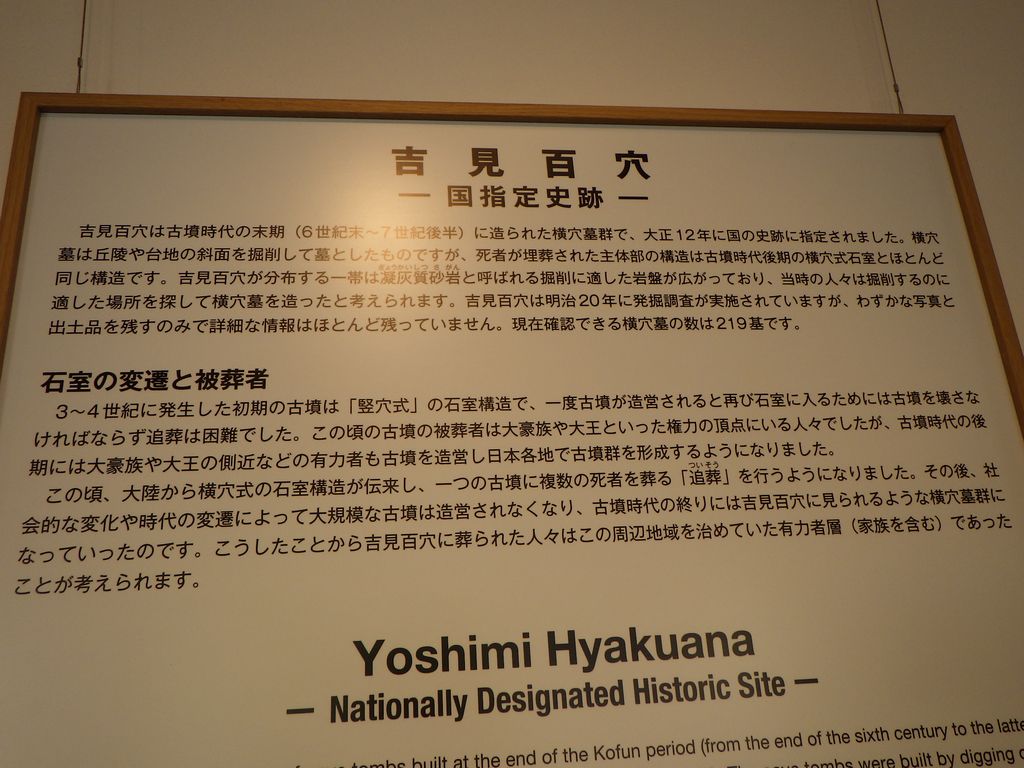 吉見百穴
― 国指定史跡 ―
吉見百穴は古墳時代の末期（6世紀末～7世紀後半）に造られた横穴墓群で、大正12年に国の史跡に指定されました。横穴
墓は丘陵や台地の斜面を掘削して墓としたものですが、死者が埋葬された主体部の構造は古墳時代後期の横穴式石室とほとんど
同じ構造です。吉見百穴が分布する一帯は凝灰質砂岩と呼ばれる掘削に適した岩盤が広がっており、当時の人々は掘削するのに
適した場所を探して横穴墓を造ったと考えられます。吉見百穴は明治20年に発掘調査が実施されていますが、わずかな写真と
出土品を残すのみで詳細な情報はほとんど残っていません。現在確認できる横穴墓の数は219基です。
石室の変遷と被葬者
3～4世紀に発生した初期の古墳は「竪穴式」の石室構造で、一度古墳が造営されると再び石室に入るためには古墳を壊さな
ければならず追葬は困難でした。この頃の古墳の被葬者は大豪族や大王といった権力の頂点にいる人々でしたが、古墳時代の後
期には大豪族や大王の側近などの有力者も古墳を造営し日本各地で古墳群を形成するようになりました。
この頃、大陸から横穴式の石室構造が伝来し、一つの古墳に複数の死者を葬る「追葬」を行うようになりました。その後、社
会的な変化や時代の変遷によって大規模な古墳は造営されなくなり、古墳時代の終りには吉見百穴に見られるような横穴墓群に
なっていったのです。こうしたことから吉見百穴に葬られた人々はこの周辺地域を治めていた有力者層（家族を含む）であった
ことが考えられます。
Yoshimi Hyakuana
― Nationally Designated Historic Site ―
tombs built at the end of the Kofun period (from the end of the sixth century to the latte
tombs were built by digging